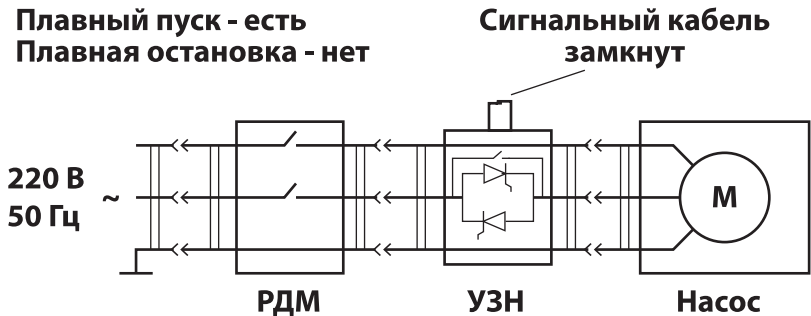 Плавный пуск - есть
Плавная остановка - нет
Сигнальный кабель
замкнут
220 В
50 Гц
~
М
РДМ
УЗН
Насос